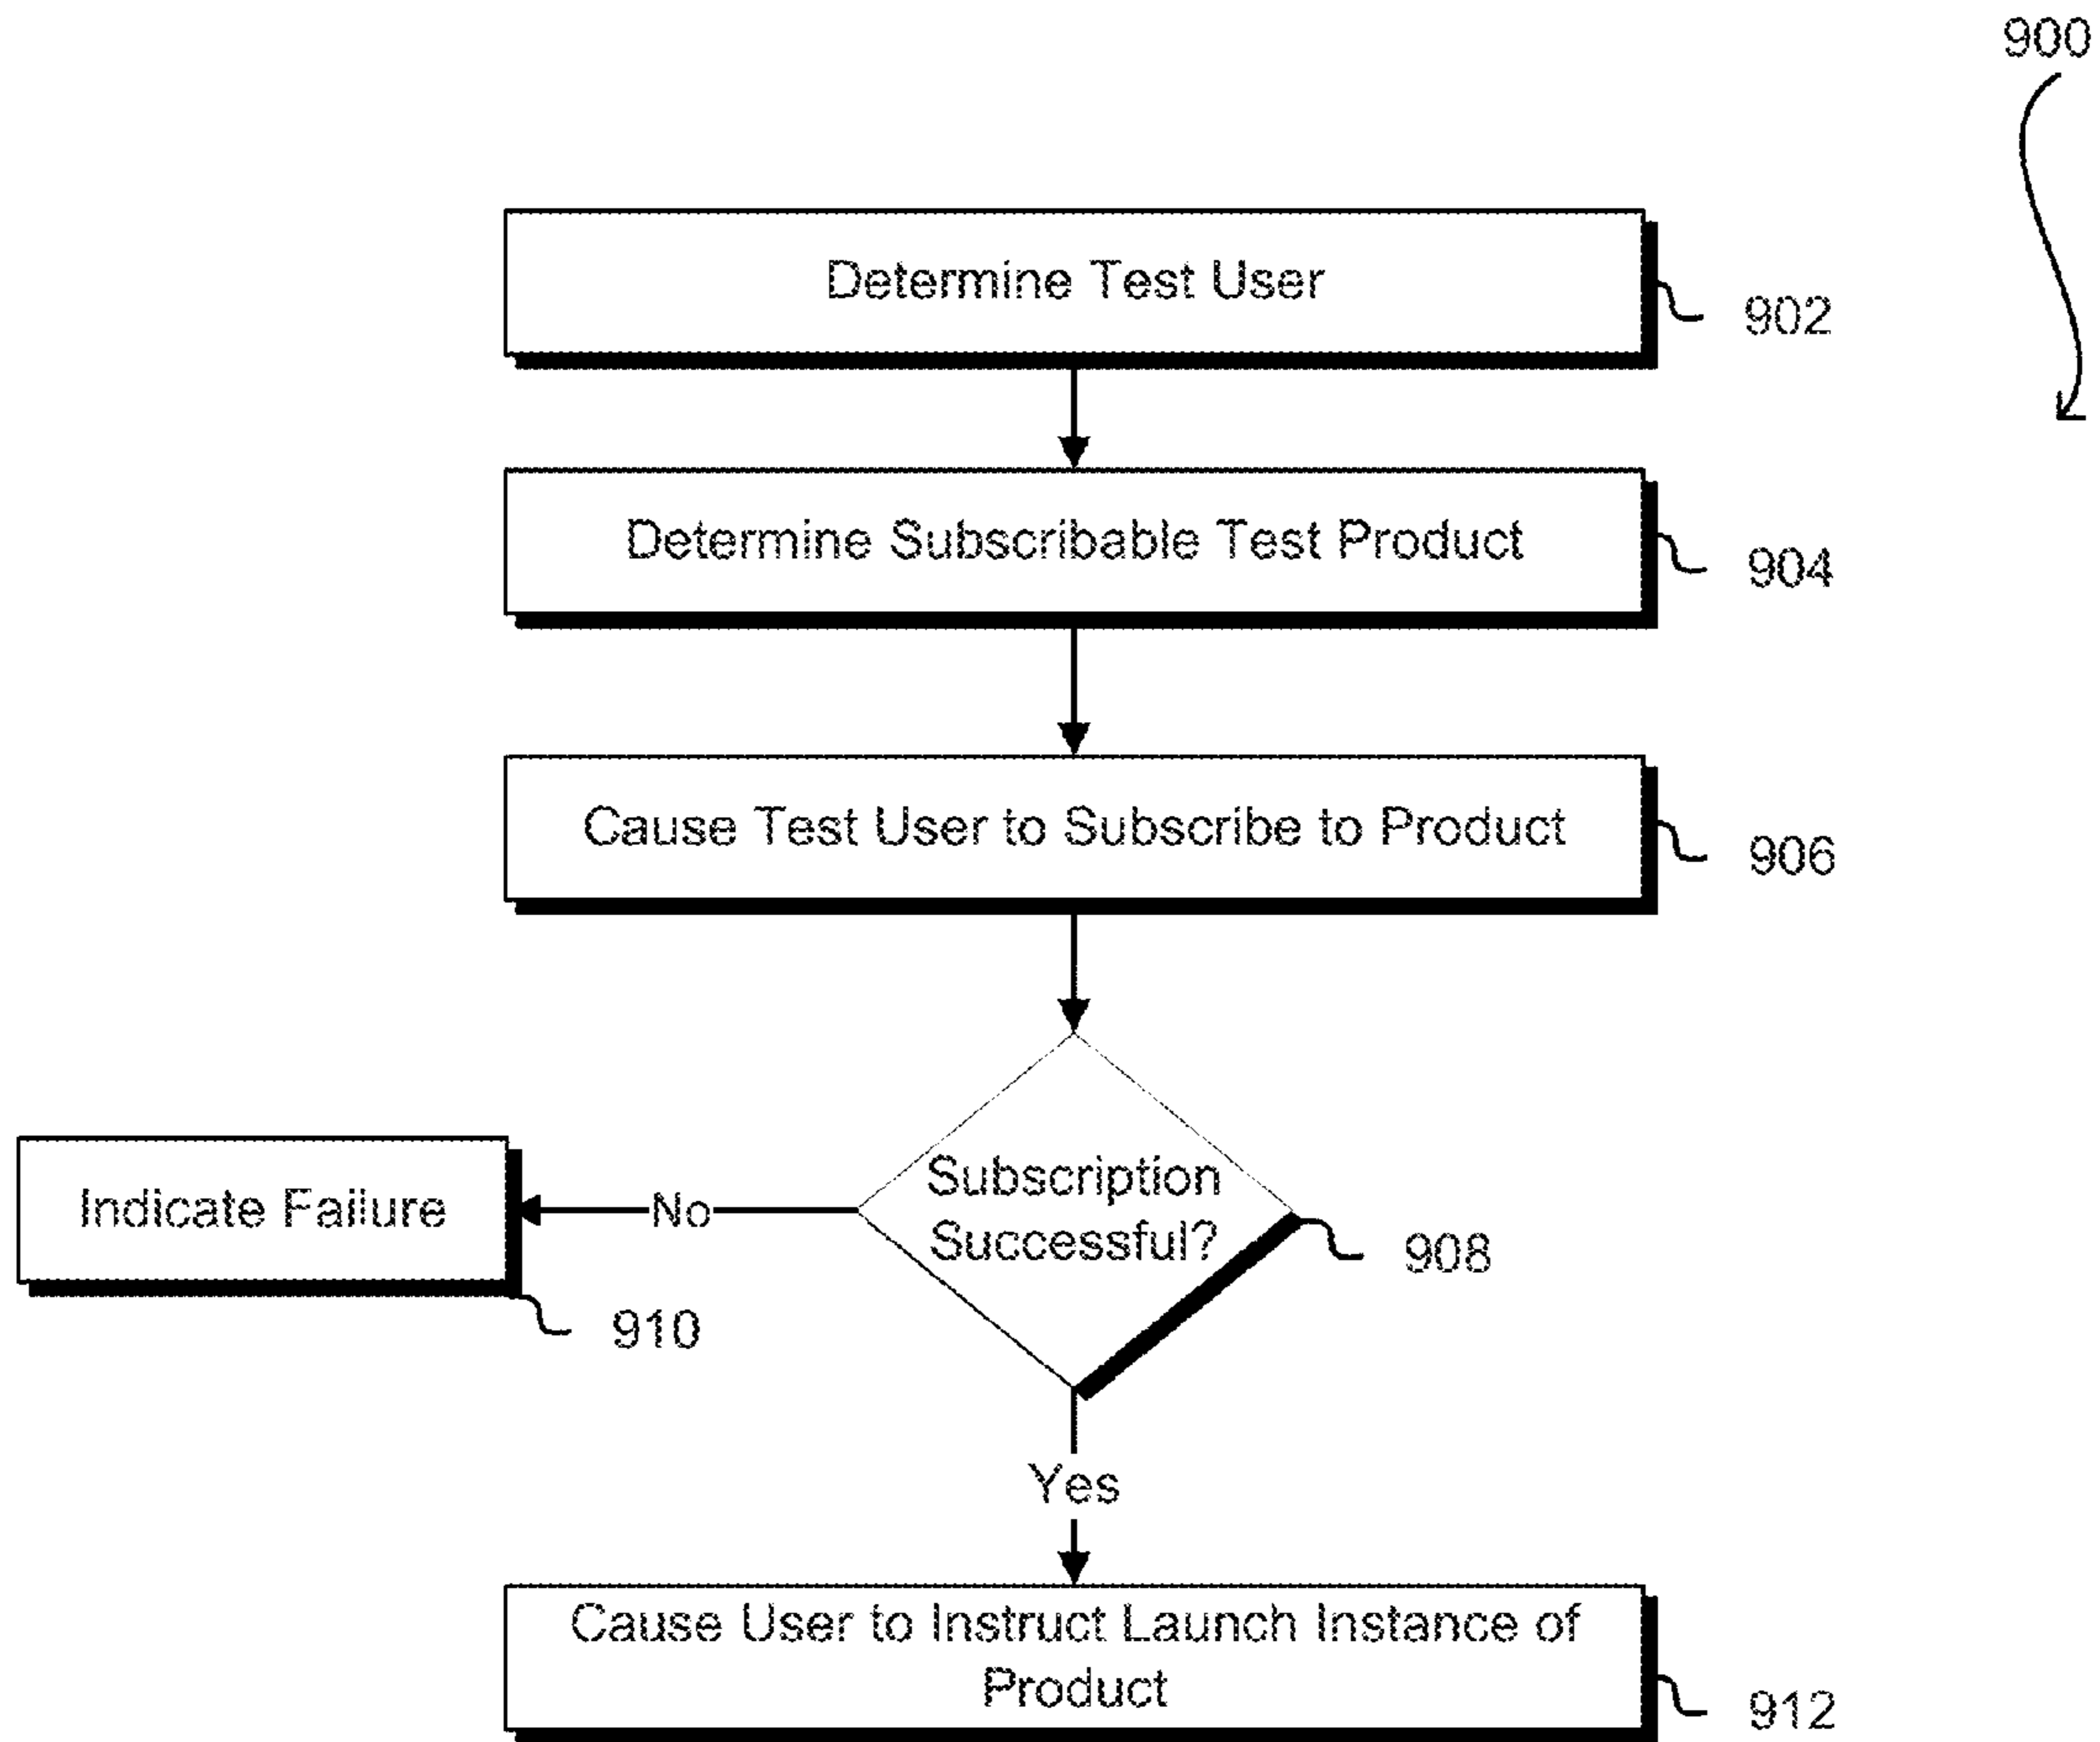 900
Determine Test User
902
Determine Subscribable Test Product
904
Cause Test User to Subscribe to Product
906
Subscription
Successful?
908
No
Indicate Failure
910
Yes
Cause User to Instruct Launch Instance of
Product
912